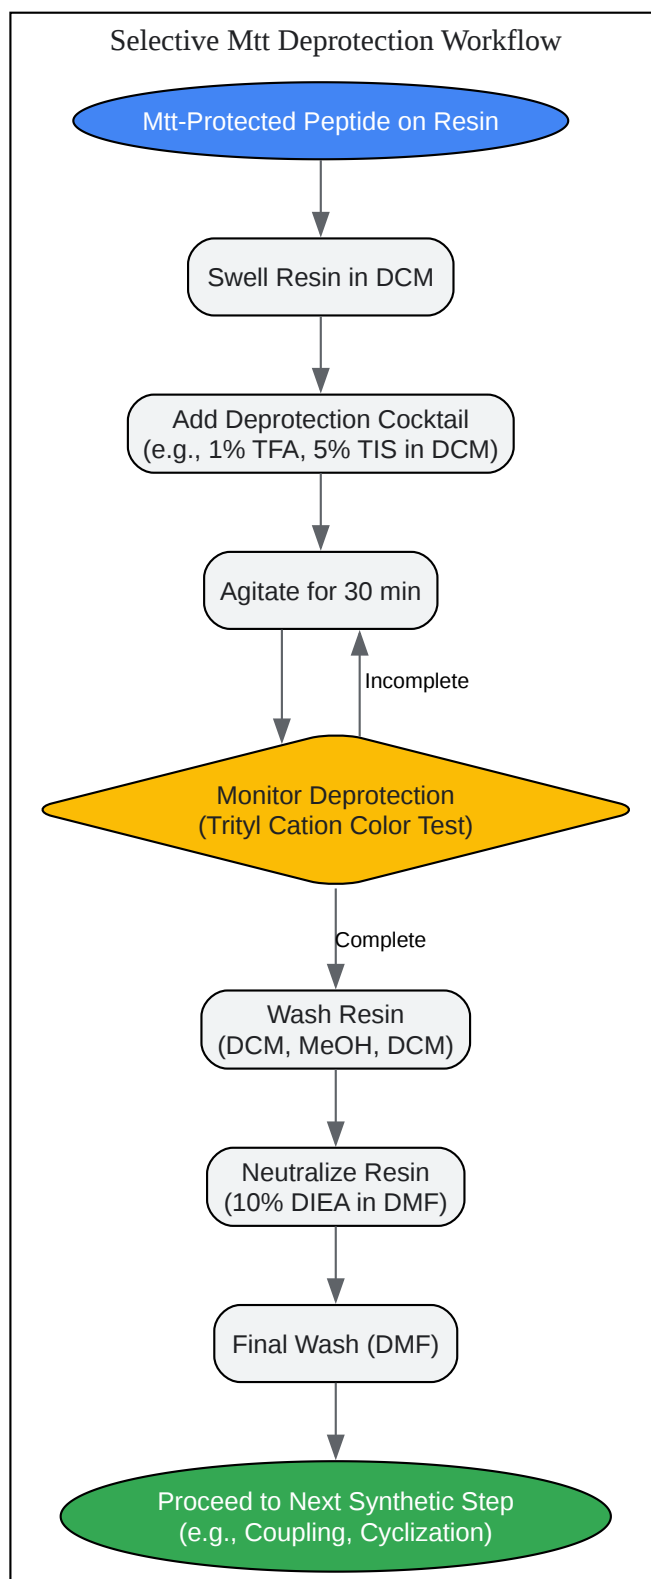 Selective Mtt Deprotection Workflow
Mtt-Protected Peptide on Resin
Swell Resin in DCM
Add Deprotection Cocktail
(e.g., 1% TFA, 5% TIS in DCM)
Agitate for 30 min
Incomplete
Monitor Deprotection
(Trityl Cation Color Test)
Complete
Wash Resin
(DCM, MeOH, DCM)
Neutralize Resin
(10% DIEA in DMF)
Final Wash (DMF)
Proceed to Next Synthetic Step
(e.g., Coupling, Cyclization)